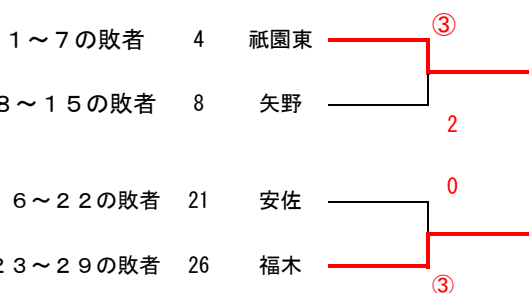 1～7の敗者 4 祇園東 ③
8～15の敗者 8 矢野
2
6～22の敗者 21 安佐 0
23～29の敗者 26 福木 ③